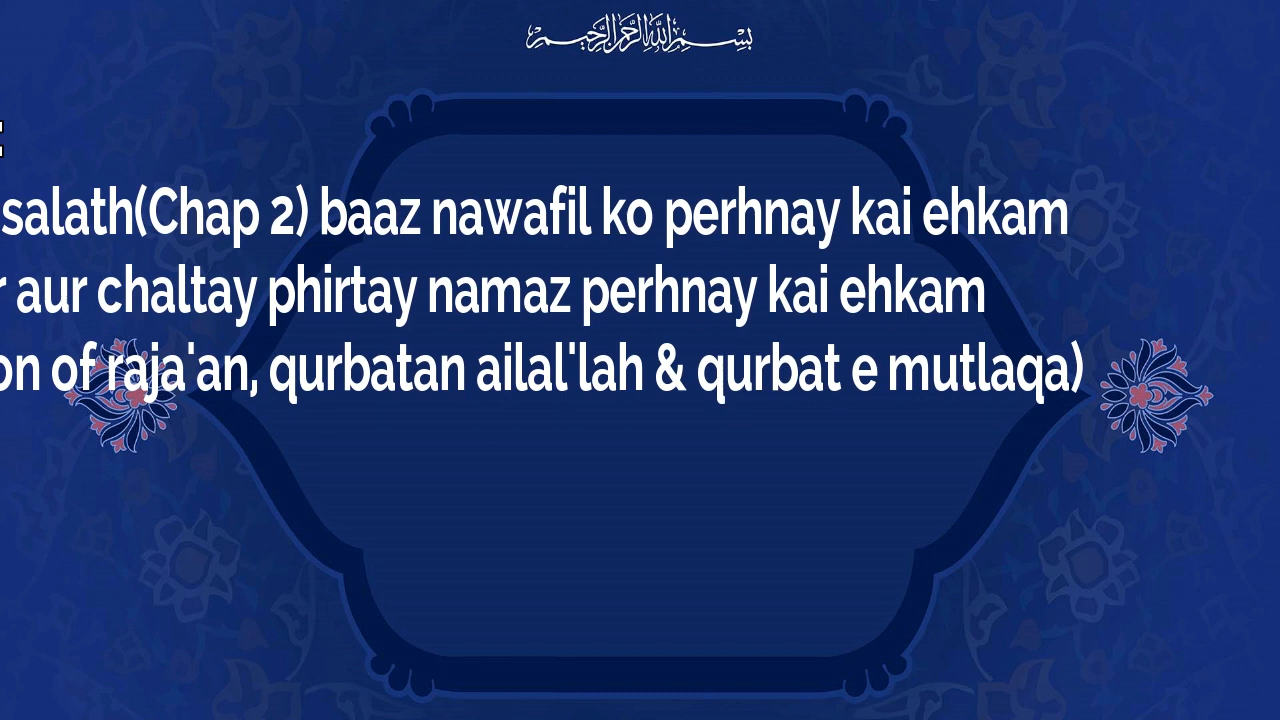 بسم الله الرحمن الرحيم
:
salath(Chap 2) baaz nawafil ko perhnay kai ehkam
aur chaltay phirtay namaz perhnay kai ehkam
of raja'an, qurbatan ailal'lah & qurbat e mutlaqa)